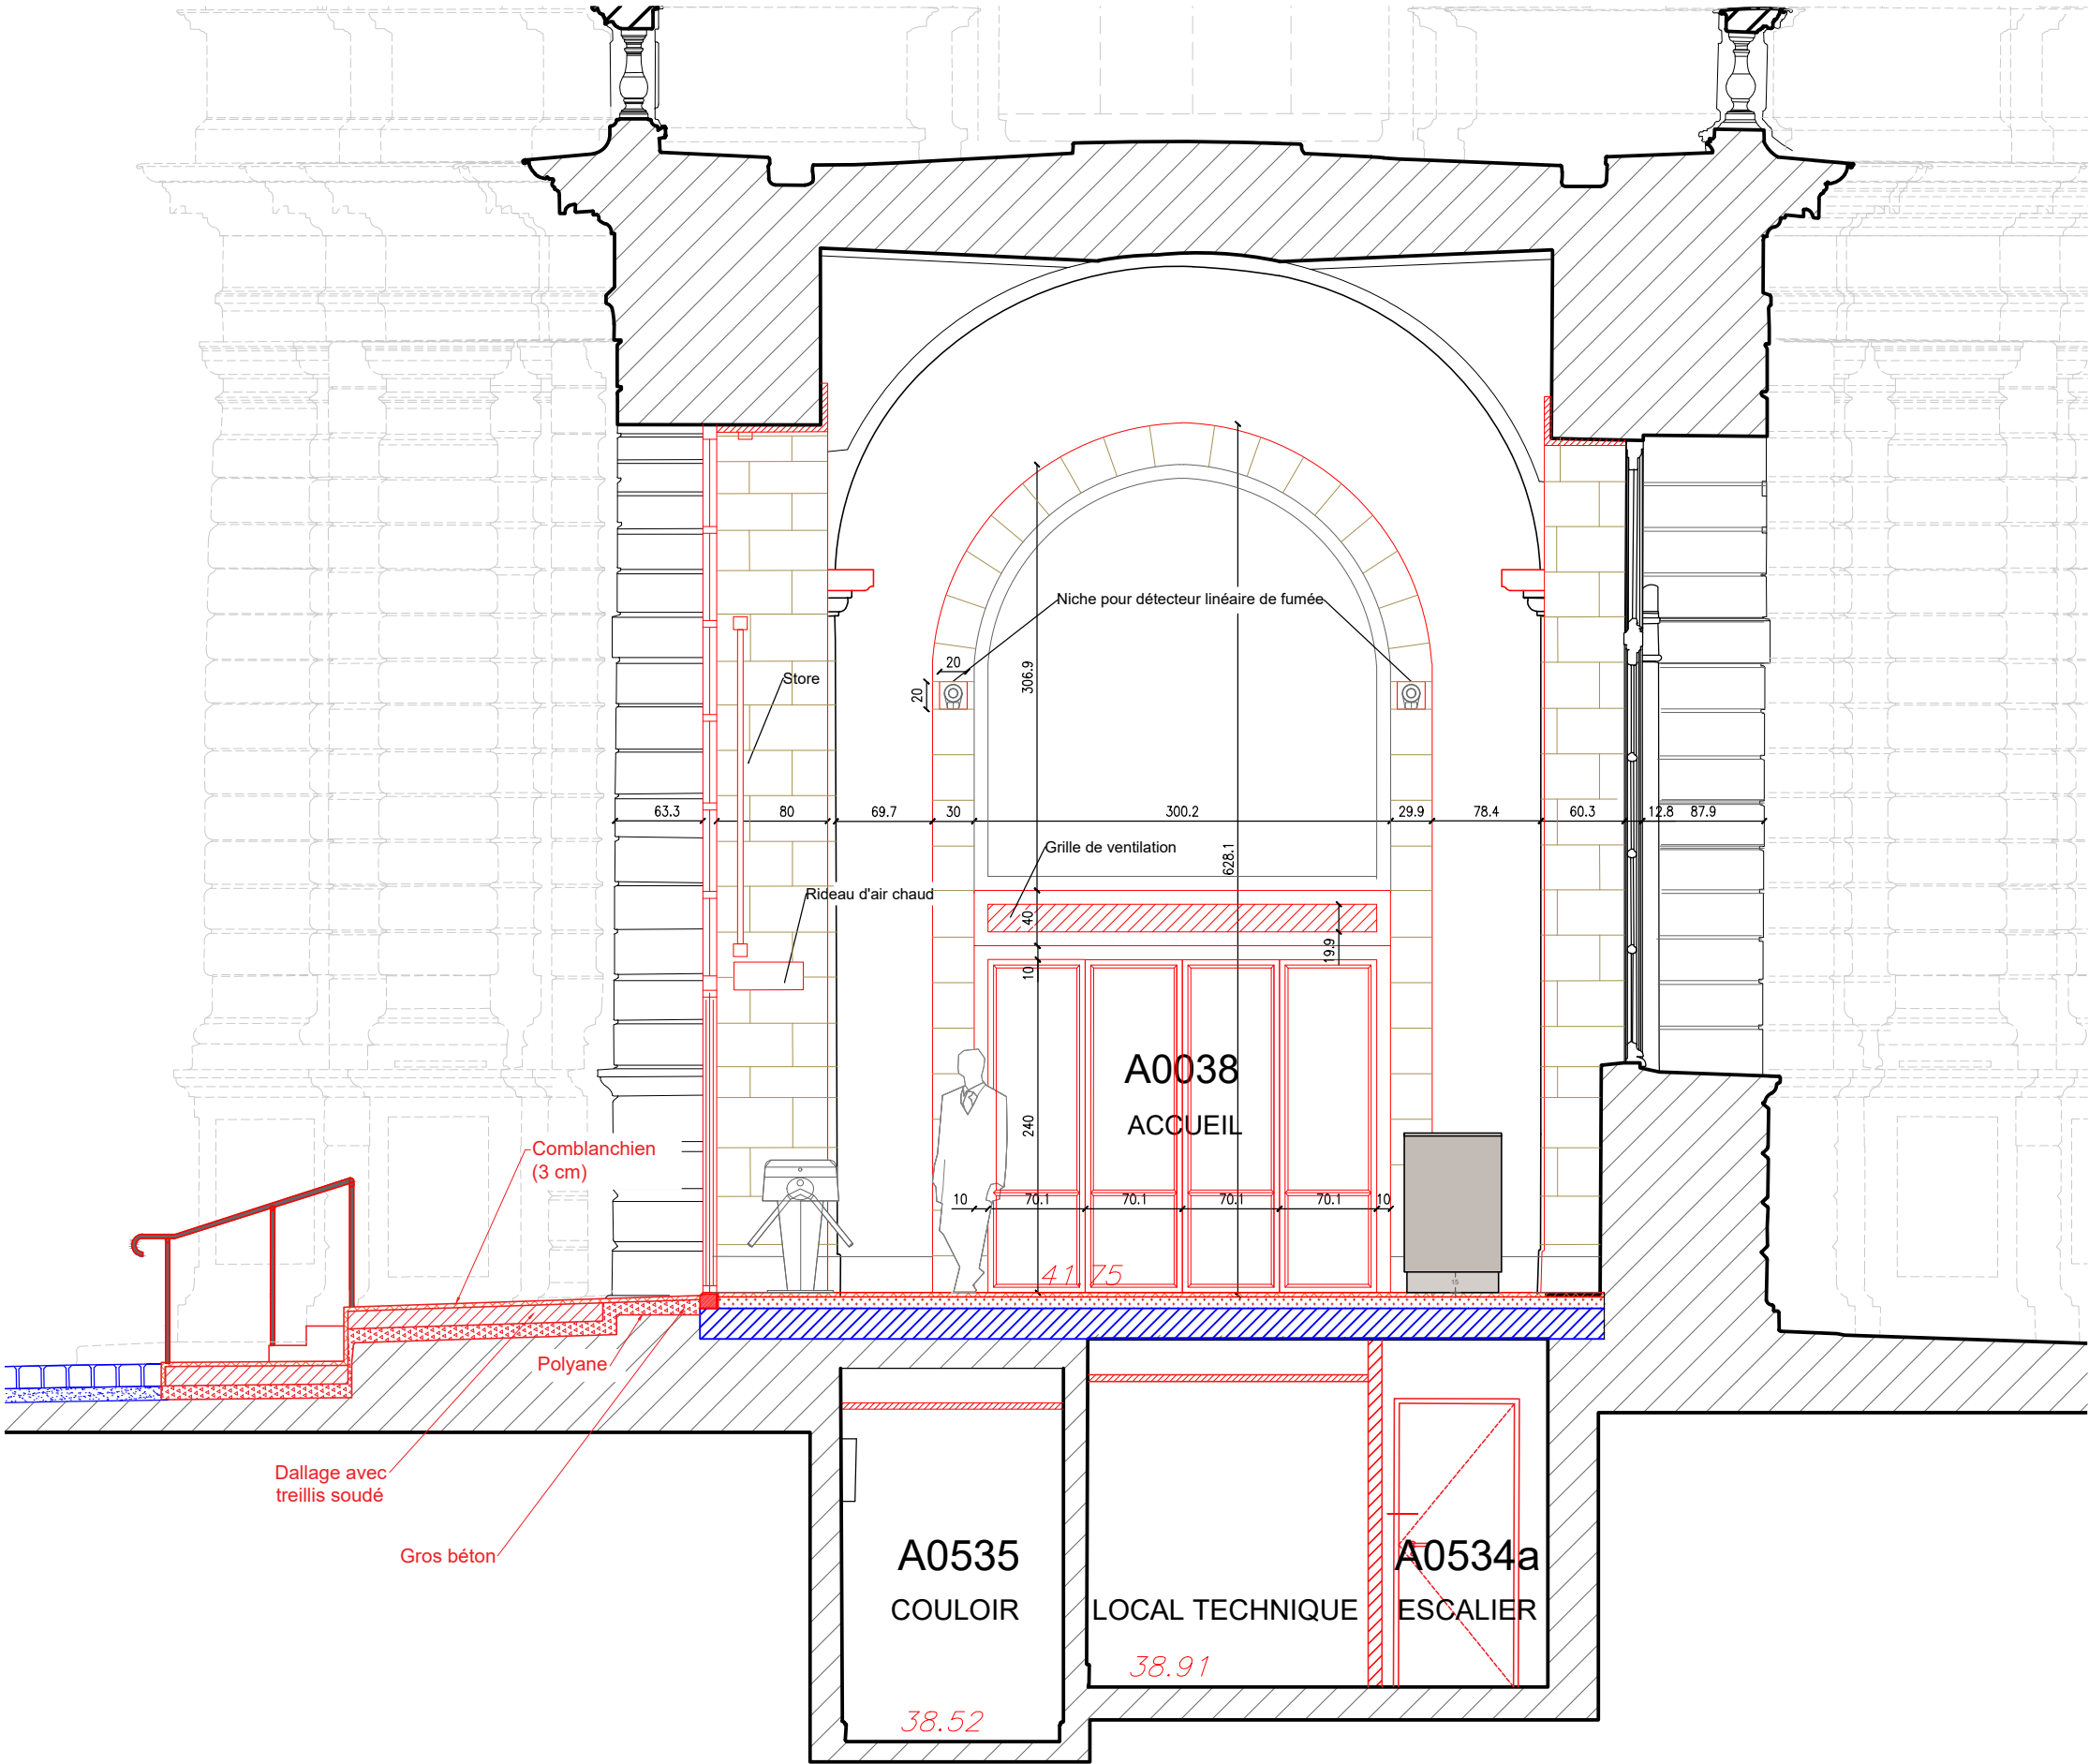 Niche pour détecteur linéaire de fumée
20
20
306.9
Store
63.3
80
69.7
30
300.2
29.9
78.4
60.3
12.8
87.9
Grille de ventilation
628.1
Rideau d'air chaud
40
19.9
10
A0038
ACCUEIL
240
Comblanchien
(3 cm)
10
70.1
70.1
70.1
70.1
10
41.75
15
Polyane
Dallage avec
treillis soudé
Gros béton
A0535
COULOIR
LOCAL TECHNIQUE
A0534a
ESCALIER
38.91
38.52